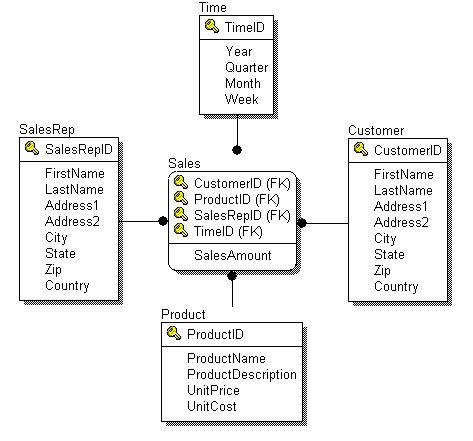 Time
TimeID
Year
Quarter
Month
Week
SalesRep
SalesRepID
FirstName
LastName
Address1
Address2
City
State
Zip
Country
Sales
CustomerID (FK)
ProductID (FK)
SalesRepID (FK)
TimeID (FK)
SalesAmount
Customer
CustomerID
FirstName
LastName
Address1
Address2
City
State
Zip
Country
Product
ProductID
ProductName
ProductDescription
UnitPrice
UnitCost